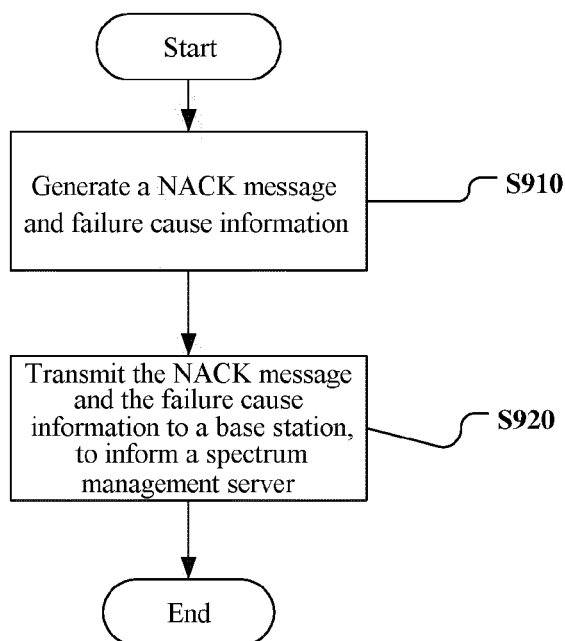 Start
Generate a NACK message
and failure cause information
S910
Transmit the NACK message
and the failure cause
information to a base station,
to inform a spectrum
management server
S920
End